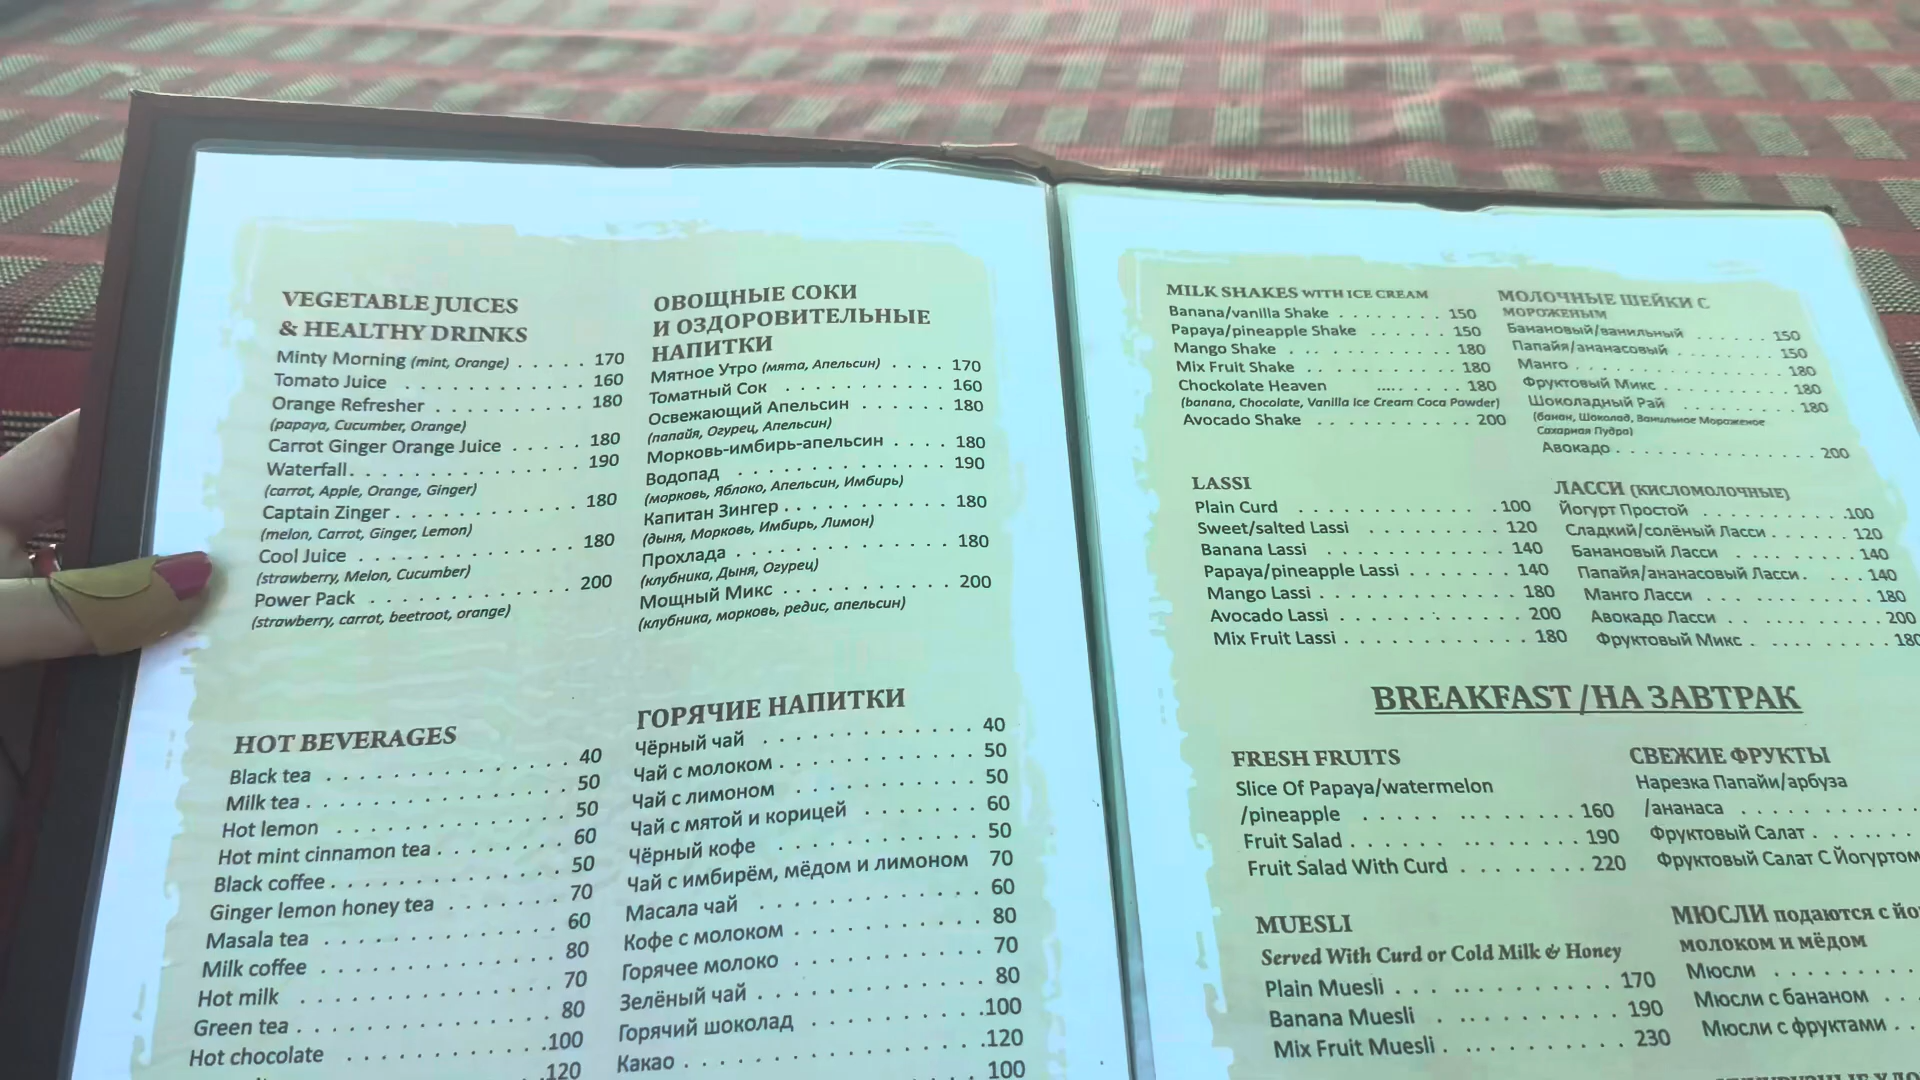 VEGETABLE JUICES
& HEALTHY DRINKS
Minty Morning (mint, Orange) . . . . . 170
Tomato Juice . . . . . . . . . . . . 160
Orange Refresher . . . . . . . . . . 180
(papaya, Cucumber, Orange)
Carrot Ginger Orange Juice . . . . . 180
Waterfall. . . . . . . . . . . . . . . 190
(carrot, Apple, Orange, Ginger)
Captain Zinger . . . . . . . . . . . . 180
(melon, Carrot, Ginger, Lemon)
Cool Juice . . . . . . . . . . . . . . 180
(strawberry, Melon, Cucumber)
Power Pack . . . . . . . . . . . . . 200
(strawberry, carrot, beetroot, orange)
ОВОЩНЫЕ СОКИ
И ОЗДОРОВИТЕЛЬНЫЕ
НАПИТКИ
Мятное Утро (мята, Апельсин) . . . . 170
Томатный Сок . . . . . . . . . . . 160
Освежающий Апельсин . . . . . . 180
(папайя, Огурец, Апельсин)
Морковь-имбирь-апельсин . . . . 180
Водопад . . . . . . . . . . . . . . 190
(морковь, Яблоко, Апельсин, Имбирь)
Капитан Зингер . . . . . . . . . . . 180
(дыня, Морковь, Имбирь, Лимон)
Прохлада . . . . . . . . . . . . . . 180
(клубника, Дыня, Огурец)
Мощный Микс . . . . . . . . . . . 200
(клубника, морковь, редис, апельсин)
HOT BEVERAGES
Black tea . . . . . . . . . . . . . . . 40
Milk tea . . . . . . . . . . . . . . . . 50
Hot lemon . . . . . . . . . . . . . . 50
Hot mint cinnamon tea . . . . . . . . 60
Black coffee . . . . . . . . . . . . . . 50
Ginger lemon honey tea . . . . . . . 70
Masala tea . . . . . . . . . . . . . . 60
Milk coffee . . . . . . . . . . . . . . 80
Hot milk . . . . . . . . . . . . . . . 70
Green tea . . . . . . . . . . . . . . . 80
Hot chocolate . . . . . . . . . . . .100
.120
ГОРЯЧИЕ НАПИТКИ
Чёрный чай . . . . . . . . . . . . . 40
Чай с молоком . . . . . . . . . . . . 50
Чай с лимоном . . . . . . . . . . . . 50
Чай с мятой и корицей . . . . . . . 60
Чёрный кофе . . . . . . . . . . . . 50
Чай с имбирём, мёдом и лимоном 70
Масала чай . . . . . . . . . . . . . 60
Кофе с молоком . . . . . . . . . . . 80
Горячее молоко . . . . . . . . . . . 70
Зелёный чай . . . . . . . . . . . . . 80
Горячий шоколад . . . . . . . . . .100
Какао . . . . . . . . . . . . . . . .120
100
MILK SHAKES WITH ICE CREAM
Banana/vanilla Shake . . . . . . . . 150
Papaya/pineapple Shake . . . . . . 150
Mango Shake . . . . . . . . . . . . 180
Mix Fruit Shake . . . . . . . . . . . 180
Chockolate Heaven ..... . . . . . 180
(banana, Chocolate, Vanilla Ice Cream Coca Powder)
Avocado Shake . . . . . . . . . . . 200
МОЛОЧНЫЕ ШЕЙКИ С
МОРОЖЕНЫМ
Банановый/ванильный . . . . . . 150
Папайя/ананасовый . . . . . . . . 150
Манго . . . . . . . . . . . . . . . 180
Фруктовый Микс . . . . . . . . . . 180
Шоколадный Рай . . . . . . . . . 180
(банан, Шоколад, Ванильное Мороженое
Сахарная Пудра)
Авокадо . . . . . . . . . . . . . . . 200
LASSI
Plain Curd . . . . . . . . . . . . . . 100
Sweet/salted Lassi . . . . . . . . . 120
Banana Lassi . . . . . . . . . . . . 140
Papaya/pineapple Lassi . . . . . . . 140
Mango Lassi . . . . . . . . . . . . . 180
Avocado Lassi . . . . . . . . . . . . 200
Mix Fruit Lassi . . . . . . . . . . . . 180
ЛАССИ (КИСЛОМОЛОЧНЫЕ)
Йогурт Простой . . . . . . . . . .100
Сладкий/солёный Ласси . . . . . . 120
Банановый Ласси . . . . . . . . . 140
Папайя/ананасовый Ласси . . . . 140
Манго Ласси . . . . . . . . . . . . 180
Авокадо Ласси . . . . . . . . . . . 200
Фруктовый Микс . . . . . . . . . 180
BREAKFAST /НА ЗАВТРАК
FRESH FRUITS
Slice Of Papaya/watermelon
/pineapple . . . . . . . . . . . . . 160
Fruit Salad . . . . . . . . . . . . . . 190
Fruit Salad With Curd . . . . . . . . 220
СВЕЖИЕ ФРУКТЫ
Нарезка Папайи/арбуза
/ананаса . . . . . . . . . .
Фруктовый Салат . . . . . . .
Фруктовый Салат С Йогуртом
MUESLI
Served With Curd or Cold Milk & Honey
Plain Muesli . . . . . . . . . . . . . 170
Banana Muesli . . . . . . . . . . . 190
Mix Fruit Muesli . . . . . . . . . . . 230
МЮСЛИ подаются с йо
молоком и мёдом
Мюсли . . . . . . . . . .
Мюсли с бананом . . .
Мюсли с фруктами . . .